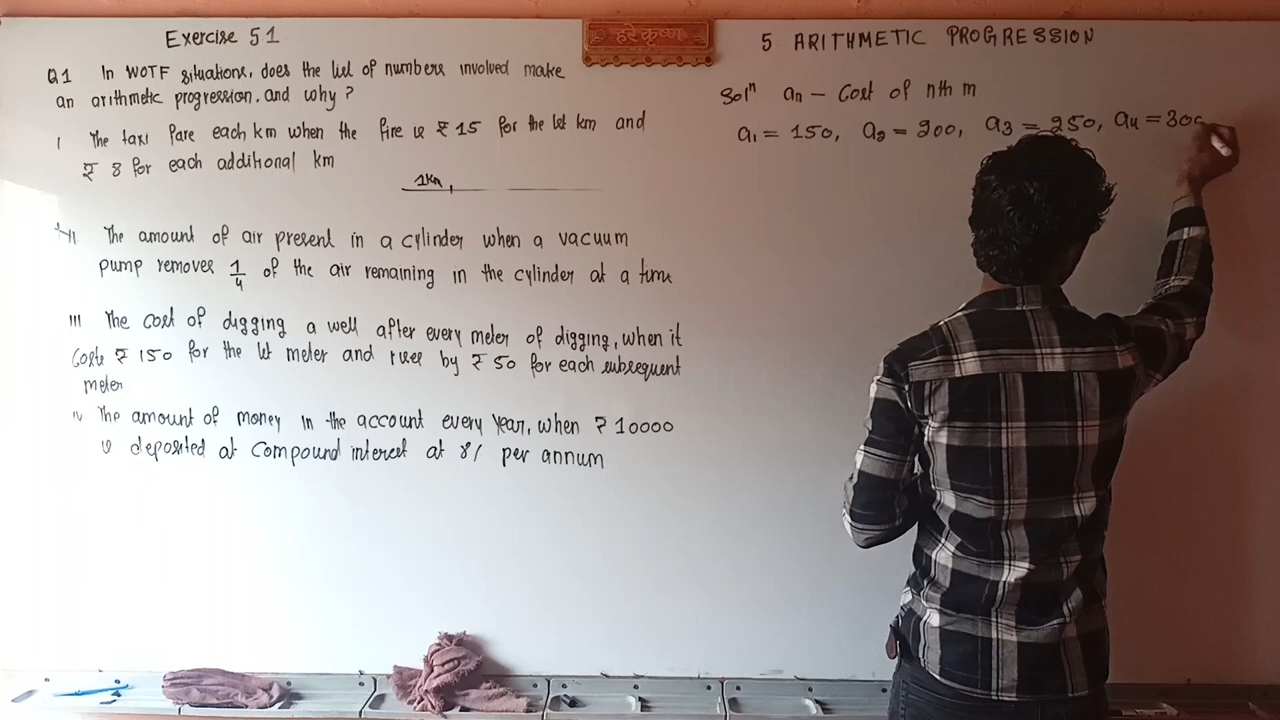 Exercise 5 1
हरे कृष्ण
5 ARITHMETIC PROGRESSION
Q1 In WOTF situations, does the list of numbers involved make
an arithmetic progression, and why?
I The taxi fare each km when the fire is ₹ 15 for the 1st km and
₹ 8 for each additional km
1km
II The amount of air present in a cylinder when a vacuum
pump removes 1/4 of the air remaining in the cylinder at a time
III The cost of digging a well after every meter of digging, when it
costs ₹ 150 for the 1st meter and rises by ₹ 50 for each subsequent
meter
IV The amount of money in the account every year, when ₹ 10000
is deposited at compound interest at 8% per annum
Solⁿ an – Cost of nth m
a1 = 150, a2 = 200, a3 = 250, a4 = 300